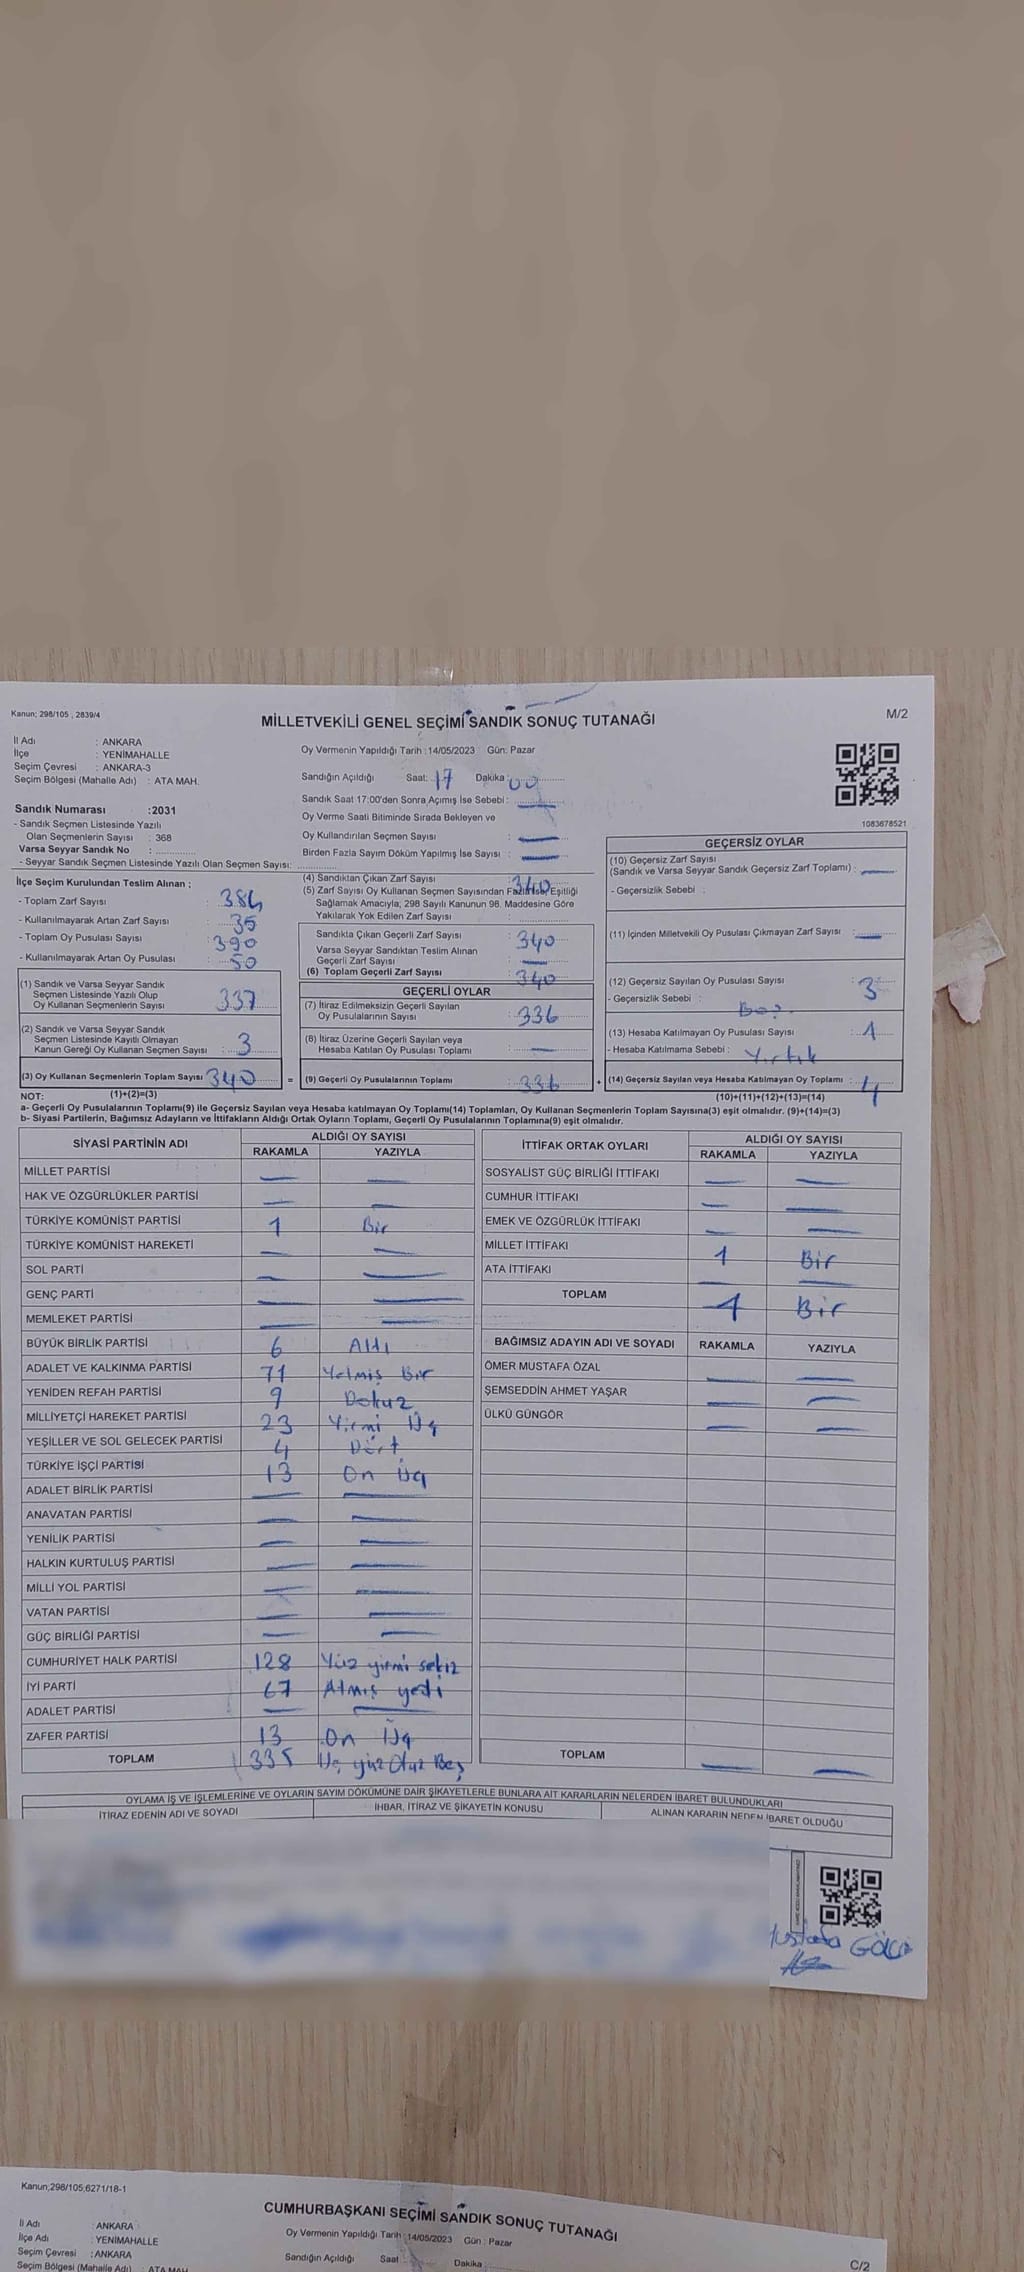 Kanun; 298/105 , 2839/4
MİLLETVEKİLİ GENEL SEÇİMİ SANDIK SONUÇ TUTANAĞI
M/2
İl Adı : ANKARA
İlçe : YENİMAHALLE
Seçim Çevresi : ANKARA-3
Seçim Bölgesi (Mahalle Adı) : ATA MAH.
Oy Vermenin Yapıldığı Tarih :14/05/2023 Gün: Pazar
Sandığın Açıldığı Saat: 17 Dakika: 00
Sandık Saat 17:00'den Sonra Açımış İse Sebebi :
Oy Verme Saati Bitiminde Sırada Bekleyen ve
Oy Kullandırılan Seçmen Sayısı : —
Birden Fazla Sayım Döküm Yapılmış İse Sayısı : —
1083678521
Sandık Numarası :2031
- Sandık Seçmen Listesinde Yazılı
Olan Seçmenlerin Sayısı : 368
Varsa Seyyar Sandık No :
- Seyyar Sandık Seçmen Listesinde Yazılı Olan Seçmen Sayısı:
İlçe Seçim Kurulundan Teslim Alınan ;
- Toplam Zarf Sayısı : 384
- Kullanılmayarak Artan Zarf Sayısı : 35
- Toplam Oy Pusulası Sayısı : 390
- Kullanılmayarak Artan Oy Pusulası : 50
(1) Sandık ve Varsa Seyyar Sandık
Seçmen Listesinde Yazılı Olup
Oy Kullanan Seçmenlerin Sayısı : 337
(2) Sandık ve Varsa Seyyar Sandık
Seçmen Listesinde Kayıtlı Olmayan
Kanun Gereği Oy Kullanan Seçmen Sayısı : 3
(3) Oy Kullanan Seçmenlerin Toplam Sayısı 340
(4) Sandıktan Çıkan Zarf Sayısı : 340
(5) Zarf Sayısı Oy Kullanan Seçmen Sayısından Fazla İse, Eşitliği
Sağlamak Amacıyla; 298 Sayılı Kanunun 98. Maddesine Göre
Yakılarak Yok Edilen Zarf Sayısı :
Sandıkta Çıkan Geçerli Zarf Sayısı : 340
Varsa Seyyar Sandıktan Teslim Alınan
Geçerli Zarf Sayısı : —
(6) Toplam Geçerli Zarf Sayısı : 340
GEÇERLİ OYLAR
(7) İtiraz Edilmeksizin Geçerli Sayılan
Oy Pusulalarının Sayısı : 336
(8) İtiraz Üzerine Geçerli Sayılan veya
Hesaba Katılan Oy Pusulası Toplamı : —
= (9) Geçerli Oy Pusulalarının Toplamı : 336 +
GEÇERSİZ OYLAR
(10) Geçersiz Zarf Sayısı
(Sandık ve Varsa Seyyar Sandık Geçersiz Zarf Toplamı) : —
- Geçersizlik Sebebi :
(11) İçinden Milletvekili Oy Pusulası Çıkmayan Zarf Sayısı : —
(12) Geçersiz Sayılan Oy Pusulası Sayısı : 3
- Geçersizlik Sebebi : Boş
(13) Hesaba Katılmayan Oy Pusulası Sayısı : 1
- Hesaba Katılmama Sebebi : Yırtık
(14) Geçersiz Sayılan veya Hesaba Katılmayan Oy Toplamı : 4
NOT: (1)+(2)=(3) (10)+(11)+(12)+(13)=(14)
a- Geçerli Oy Pusulalarının Toplamı(9) ile Geçersiz Sayılan veya Hesaba katılmayan Oy Toplamı(14) Toplamları, Oy Kullanan Seçmenlerin Toplam Sayısına(3) eşit olmalıdır. (9)+(14)=(3)
b- Siyasi Partilerin, Bağımsız Adayların ve İttifakların Aldığı Ortak Oyların Toplamı, Geçerli Oy Pusulalarının Toplamına(9) eşit olmalıdır.
SİYASİ PARTİNİN ADI ALDIĞI OY SAYISI
RAKAMLA YAZIYLA
MİLLET PARTİSİ — —
HAK VE ÖZGÜRLÜKLER PARTİSİ — —
TÜRKİYE KOMÜNİST PARTİSİ 1 Bir
TÜRKİYE KOMÜNİST HAREKETİ — —
SOL PARTİ — —
GENÇ PARTİ — —
MEMLEKET PARTİSİ — —
BÜYÜK BİRLİK PARTİSİ 6 Altı
ADALET VE KALKINMA PARTİSİ 71 Yetmiş Bir
YENİDEN REFAH PARTİSİ 9 Dokuz
MİLLİYETÇİ HAREKET PARTİSİ 23 Yirmi Üç
YEŞİLLER VE SOL GELECEK PARTİSİ 4 Dört
TÜRKİYE İŞÇİ PARTİSİ 13 On Üç
ADALET BİRLİK PARTİSİ — —
ANAVATAN PARTİSİ — —
YENİLİK PARTİSİ — —
HALKIN KURTULUŞ PARTİSİ — —
MİLLİ YOL PARTİSİ — —
VATAN PARTİSİ — —
GÜÇ BİRLİĞİ PARTİSİ — —
CUMHURİYET HALK PARTİSİ 128 Yüz yirmi sekiz
İYİ PARTİ 67 Atmış yedi
ADALET PARTİSİ — —
ZAFER PARTİSİ 13 On Üç
TOPLAM 335 Üç yüz Otuz Beş
İTTİFAK ORTAK OYLARI ALDIĞI OY SAYISI
RAKAMLA YAZIYLA
SOSYALİST GÜÇ BİRLİĞİ İTTİFAKI — —
CUMHUR İTTİFAKI — —
EMEK VE ÖZGÜRLÜK İTTİFAKI — —
MİLLET İTTİFAKI 1 Bir
ATA İTTİFAKI — —
TOPLAM 1 Bir
BAĞIMSIZ ADAYIN ADI VE SOYADI RAKAMLA YAZIYLA
ÖMER MUSTAFA ÖZAL — —
ŞEMSEDDİN AHMET YAŞAR — —
ÜLKÜ GÜNGÖR — —
TOPLAM — —
OYLAMA İŞ VE İŞLEMLERİNE VE OYLARIN SAYIM DÖKÜMÜNE DAİR ŞİKAYETLERLE BUNLARA AİT KARARLARIN NELERDEN İBARET BULUNDUKLARI
İTİRAZ EDENİN ADI VE SOYADI İHBAR, İTİRAZ VE ŞİKAYETİN KONUSU ALINAN KARARIN NEDEN İBARET OLDUĞU
Mustafa
Kanun;298/105;6271/18-1
CUMHURBAŞKANI SEÇİMİ SANDIK SONUÇ TUTANAĞI
C/2
İl Adı : ANKARA
İlçe Adı : YENİMAHALLE
Seçim Çevresi : ANKARA
Seçim Bölgesi (Mahalle Adı) : ATA MAH.
Oy Vermenin Yapıldığı Tarih :14/05/2023 Gün : Pazar
Sandığın Açıldığı Saat : Dakika